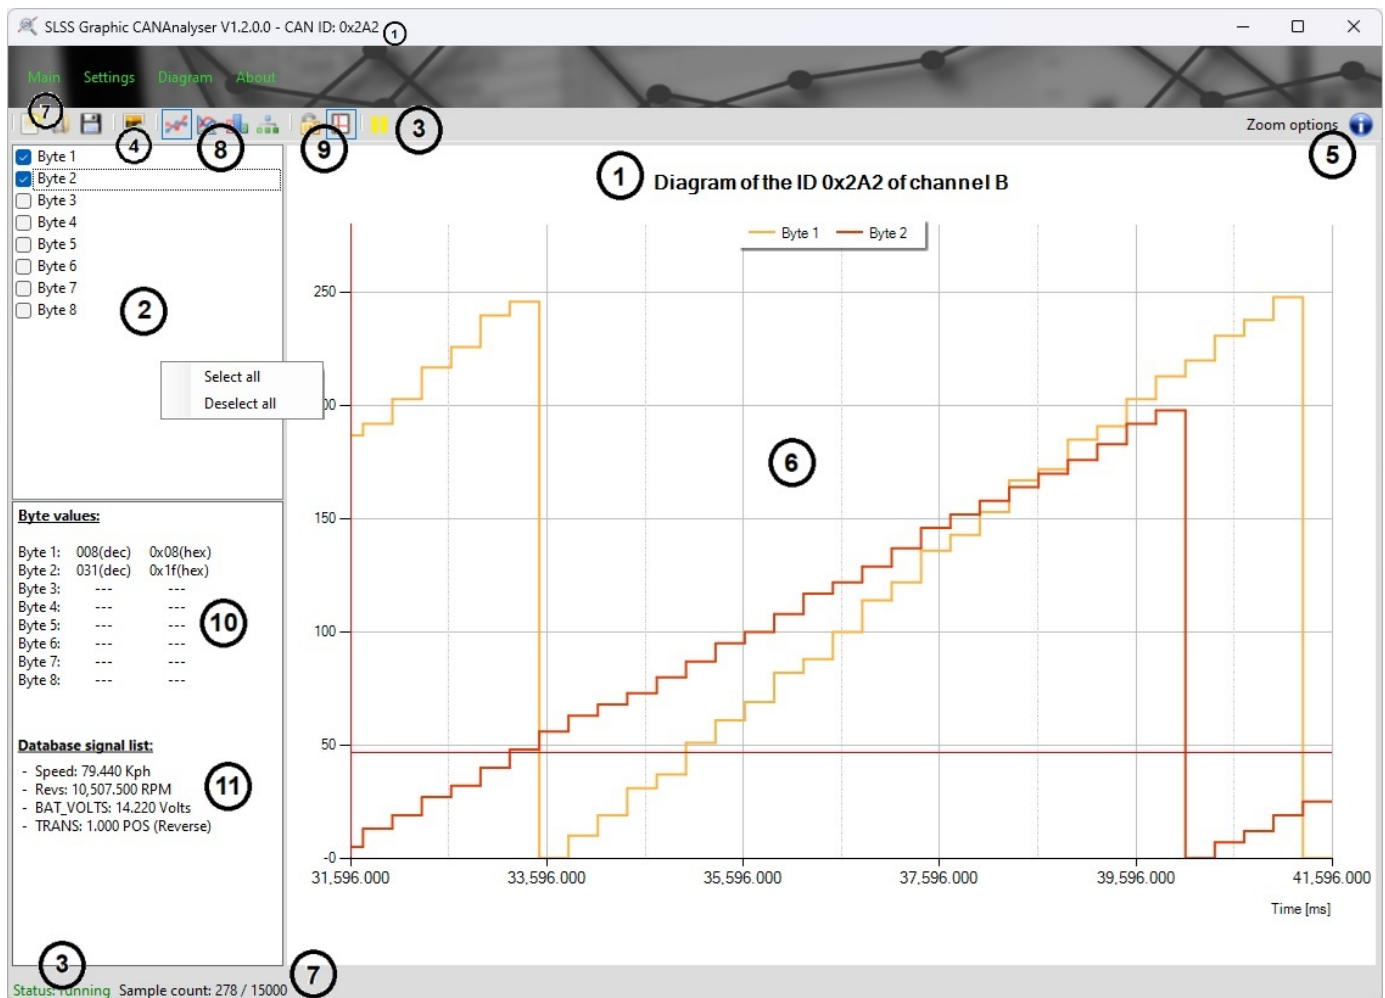 SLSS Graphic CANAnalyser V1.2.0.0 - CAN ID: 0x2A2 1
Main Settings Diagram About
7
4
8
9
3
Zoom options
5
Byte 1
Byte 2
Byte 3
Byte 4
Byte 5
Byte 6
Byte 7
Byte 8
2
Select all
Deselect all
Byte values:
Byte 1: 008(dec) 0x08(hex)
Byte 2: 031(dec) 0x1f(hex)
Byte 3: --- ---
Byte 4: --- ---
Byte 5: --- ---
Byte 6: --- ---
Byte 7: --- ---
Byte 8: --- ---
10
Database signal list:
- Speed: 79.440 Kph
- Revs: 10,507.500 RPM
- BAT_VOLTS: 14.220 Volts
- TRANS: 1.000 POS (Reverse)
11
1 Diagram of the ID 0x2A2 of channel B
Byte 1 Byte 2
250
150
100
50
-0
6
31,596.000 33,596.000 35,596.000 37,596.000 39,596.000 41,596.000
Time [ms]
3
7
Status: running Sample count: 278 / 15000